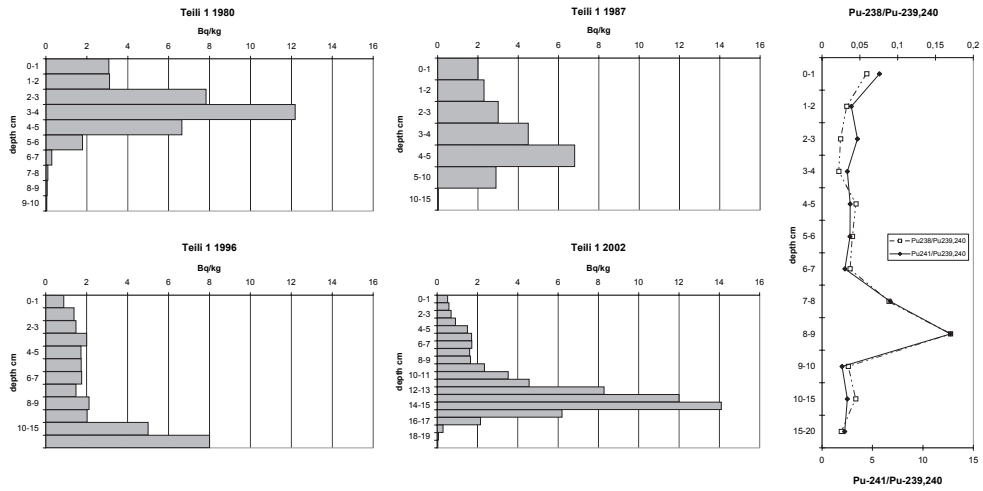 Teili 1 1980
Bq/kg
0 2 4 6 8 10 12 14 16
depth cm
0-1
1-2
2-3
3-4
4-5
5-6
6-7
7-8
8-9
9-10
Teili 1 1987
Bq/kg
0 2 4 6 8 10 12 14 16
depth cm
0-1
1-2
2-3
3-4
4-5
5-10
10-15
Teili 1 1996
Bq/kg
0 2 4 6 8 10 12 14 16
depth cm
0-1
2-3
4-5
6-7
8-9
10-15
Teili 1 2002
Bq/kg
0 2 4 6 8 10 12 14 16
depth cm
0-1
2-3
4-5
6-7
8-9
10-11
12-13
14-15
16-17
18-19
Pu-238/Pu-239,240
0 0,05 0,1 0,15 0,2
depth cm
0-1
1-2
2-3
3-4
4-5
5-6
6-7
7-8
8-9
9-10
10-15
15-20
Pu238/Pu239,240
Pu241/Pu239,240
0 5 10 15
Pu-241/Pu-239,240